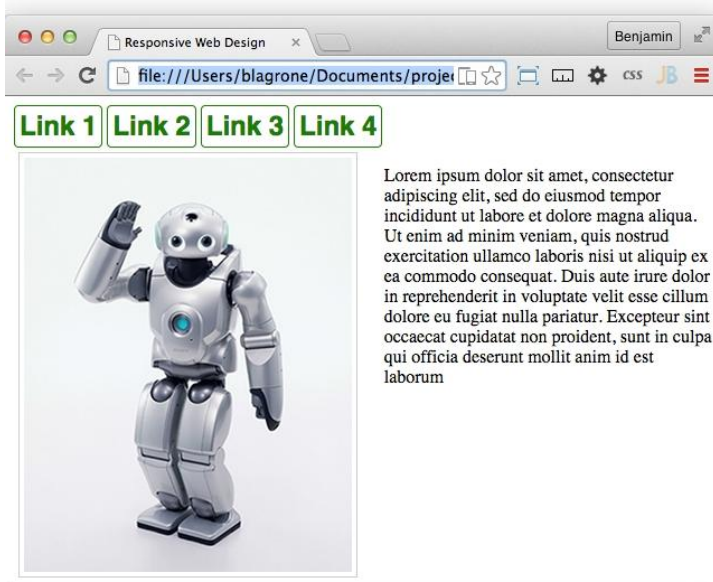 Responsive Web Design
Benjamin
file:///Users/blagrone/Documents/projec
css JB
Link 1 Link 2 Link 3 Link 4
Lorem ipsum dolor sit amet, consectetur
adipiscing elit, sed do eiusmod tempor
incididunt ut labore et dolore magna aliqua.
Ut enim ad minim veniam, quis nostrud
exercitation ullamco laboris nisi ut aliquip ex
ea commodo consequat. Duis aute irure dolor
in reprehenderit in voluptate velit esse cillum
dolore eu fugiat nulla pariatur. Excepteur sint
occaecat cupidatat non proident, sunt in culpa
qui officia deserunt mollit anim id est
laborum